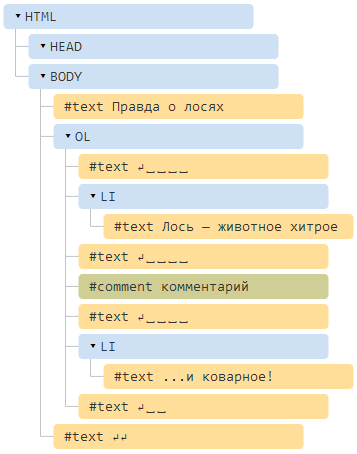 ▾ HTML
▾ HEAD
▾ BODY
#text Правда о лосях
▾ OL
#text ↵␣␣␣␣
▾ LI
#text Лось — животное хитрое
#text ↵␣␣␣␣
#comment комментарий
#text ↵␣␣␣␣
▾ LI
#text ...и коварное!
#text ↵␣␣
#text ↵↵